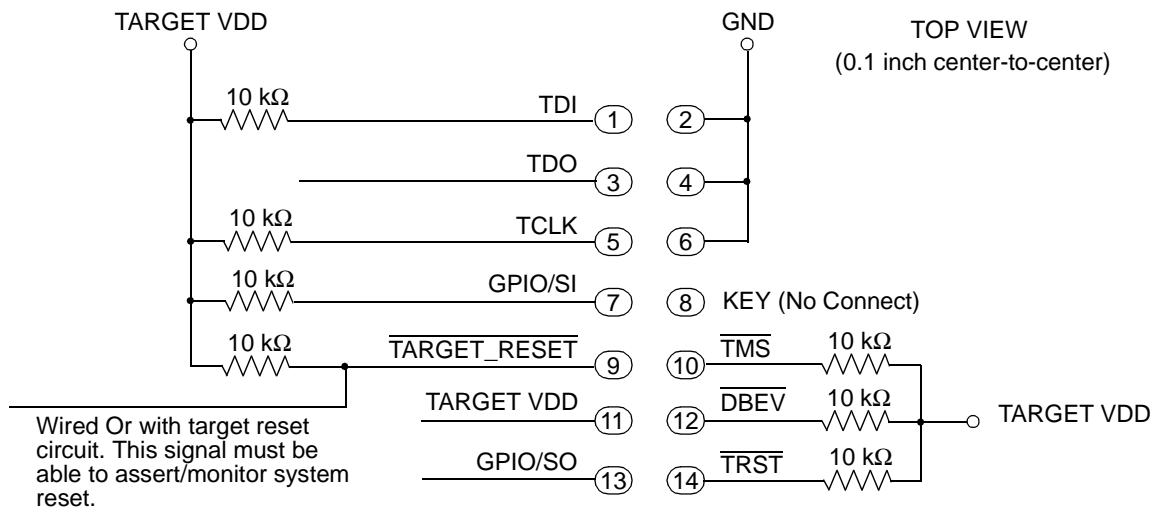 TARGET VDD
GND
TOP VIEW
(0.1 inch center-to-center)
10 kΩ
TDI
1
2
TDO
3
4
10 kΩ
TCLK
5
6
10 kΩ
GPIO/SI
7
8
KEY (No Connect)
10 kΩ
TARGET_RESET
9
10
TMS
10 kΩ
TARGET VDD
11
12
DBEV
10 kΩ
TARGET VDD
GPIO/SO
13
14
TRST
10 kΩ
Wired Or with target reset
circuit. This signal must be
able to assert/monitor system
reset.